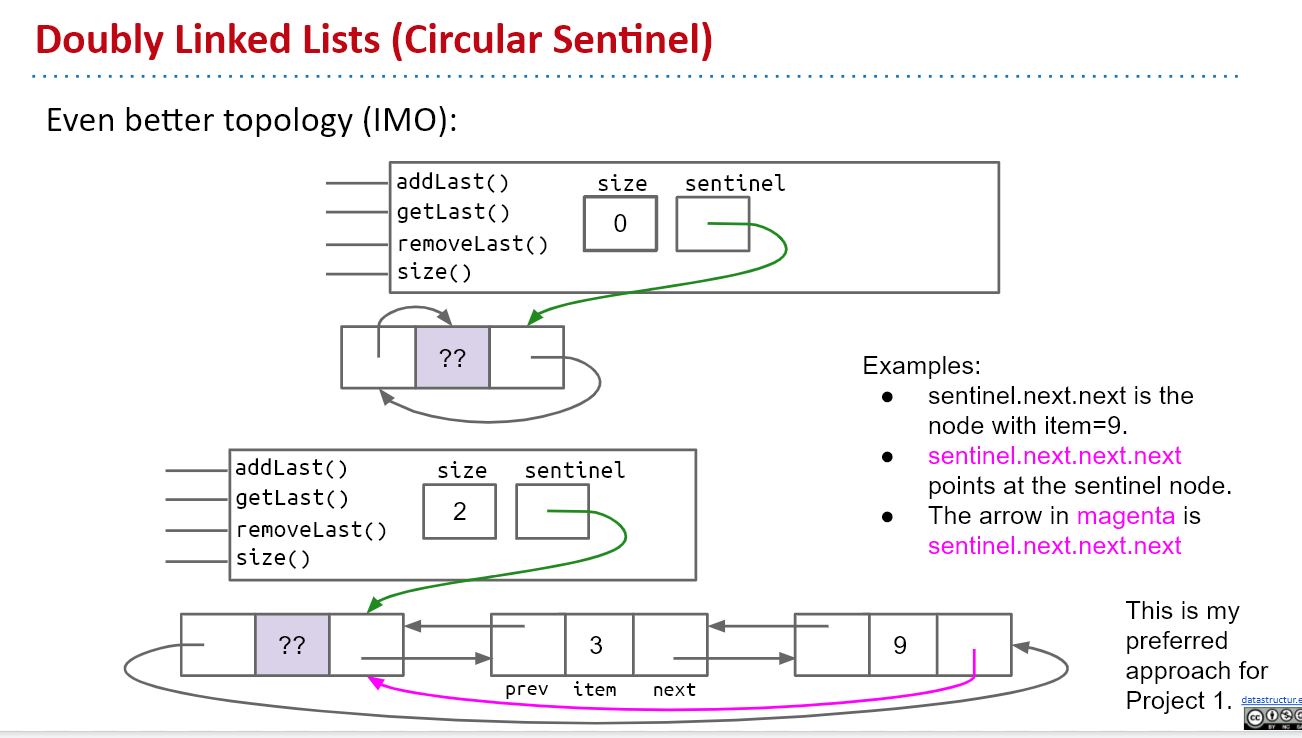 Doubly Linked Lists (Circular Sentinel)
Even better topology (IMO):
addLast()
getLast()
removeLast()
size()
size
sentinel
0
??
Examples:
● sentinel.next.next is the
node with item=9.
● sentinel.next.next.next
points at the sentinel node.
● The arrow in magenta is
sentinel.next.next.next
addLast()
getLast()
removeLast()
size()
size
sentinel
2
??
3
9
prev
item
next
This is my
preferred
approach for
Project 1.
datastructur.e
cc